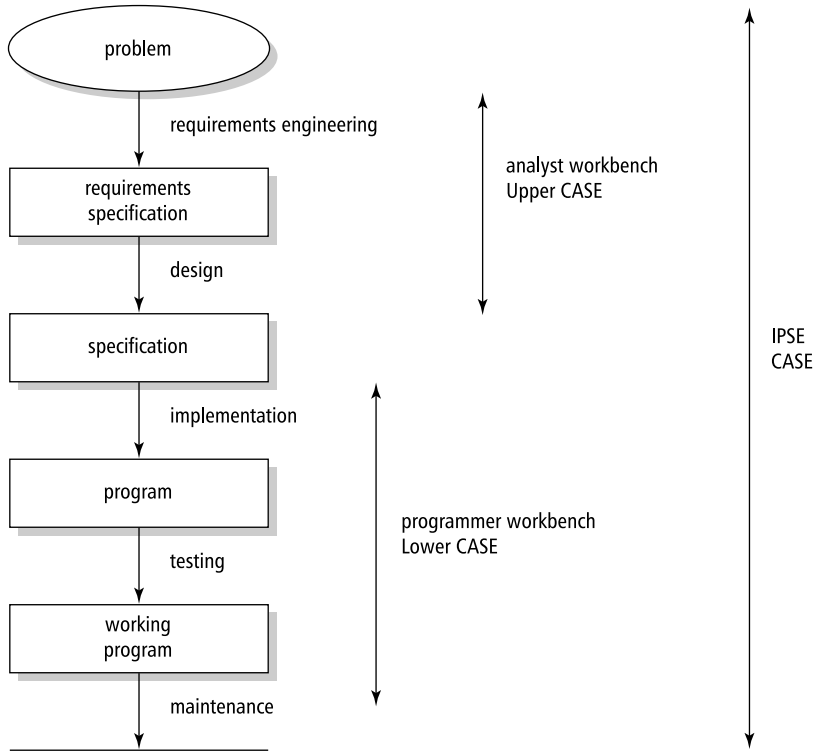 problem
requirements engineering
analyst workbench
Upper CASE
requirements
specification
design
specification
IPSE
CASE
implementation
program
programmer workbench
Lower CASE
testing
working
program
maintenance